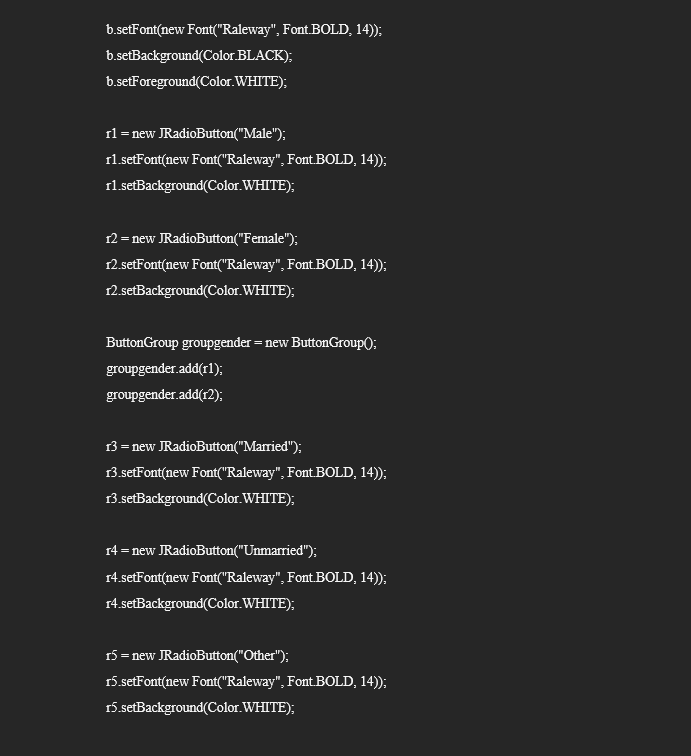 b.setFont(new Font("Raleway", Font.BOLD, 14));
b.setBackground(Color.BLACK);
b.setForeground(Color.WHITE);
r1 = new JRadioButton("Male");
r1.setFont(new Font("Raleway", Font.BOLD, 14));
r1.setBackground(Color.WHITE);
r2 = new JRadioButton("Female");
r2.setFont(new Font("Raleway", Font.BOLD, 14));
r2.setBackground(Color.WHITE);
ButtonGroup groupgender = new ButtonGroup();
groupgender.add(r1);
groupgender.add(r2);
r3 = new JRadioButton("Married");
r3.setFont(new Font("Raleway", Font.BOLD, 14));
r3.setBackground(Color.WHITE);
r4 = new JRadioButton("Unmarried");
r4.setFont(new Font("Raleway", Font.BOLD, 14));
r4.setBackground(Color.WHITE);
r5 = new JRadioButton("Other");
r5.setFont(new Font("Raleway", Font.BOLD, 14));
r5.setBackground(Color.WHITE);